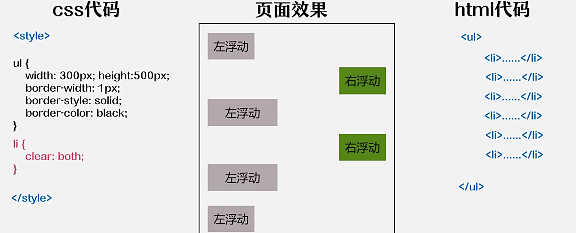 css代码
页面效果
html代码
<style>
ul {
width: 300px; height:500px;
border-width: 1px;
border-style: solid;
border-color: black;
}
li {
clear: both;
}
</style>
左浮动
右浮动
左浮动
右浮动
左浮动
左浮动
<ul>
<li>......</li>
<li>......</li>
<li>......</li>
<li>......</li>
<li>......</li>
<li>......</li>
</ul>